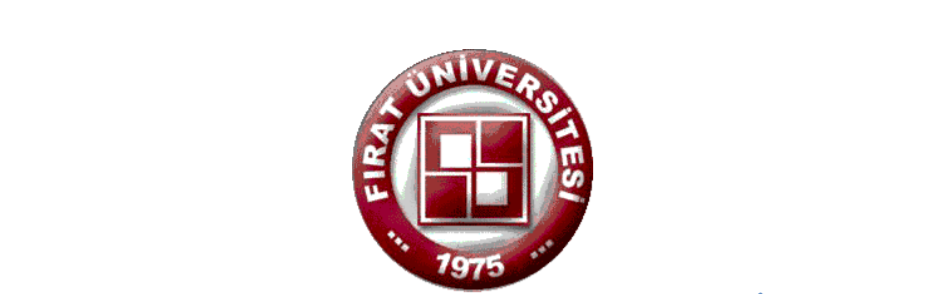 FIRAT ÜNİVERSİTESİ
... 1975 ...